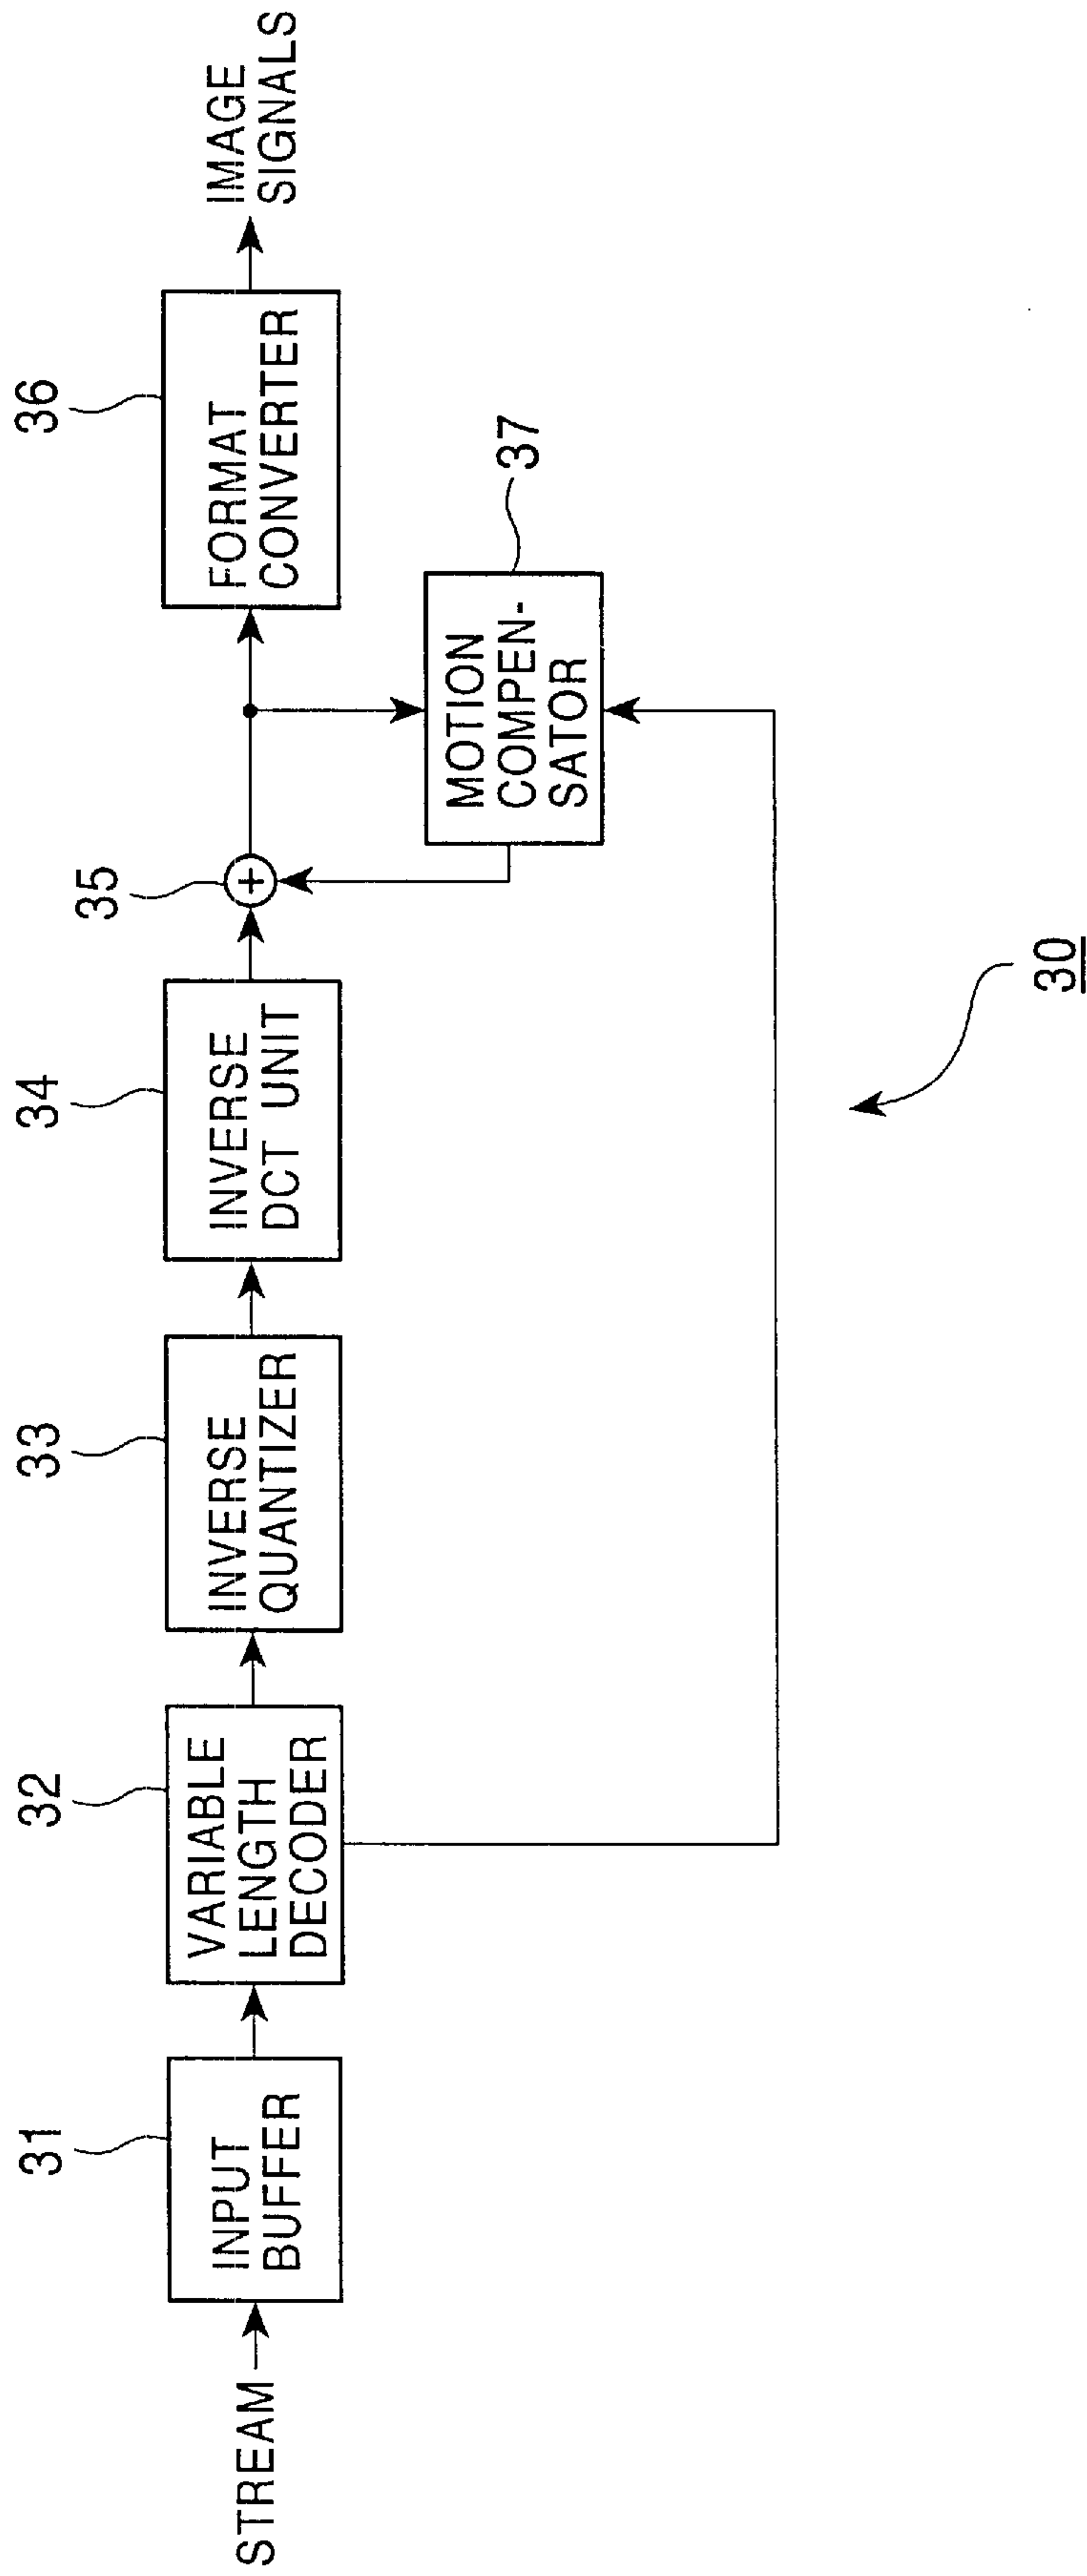 STREAM
31
INPUT
BUFFER
32
VARIABLE
LENGTH
DECODER
33
INVERSE
QUANTIZER
34
INVERSE
DCT UNIT
35
+
36
FORMAT
CONVERTER
IMAGE
SIGNALS
37
MOTION
COMPEN-
SATOR
30